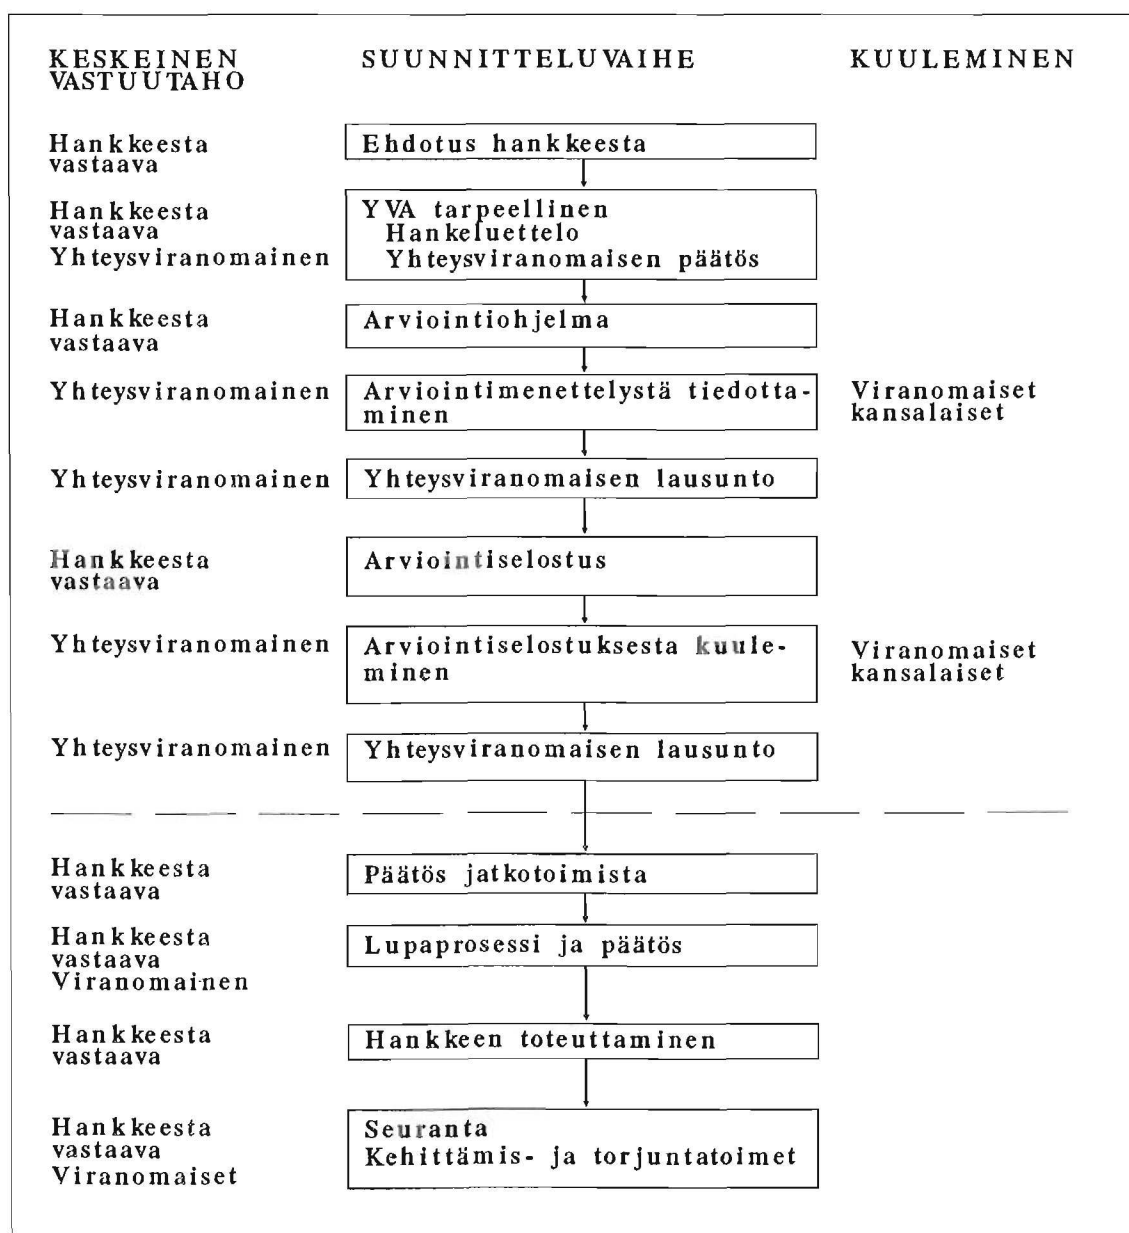 KESKEINEN
VASTUUTAHO
SUUNNITTELUVAIHE
KUULEMINEN
Hankkeesta
vastaava
Ehdotus hankkeesta
Hankkeesta
vastaava
Yhteysviranomainen
YVA tarpeellinen
Hankeluettelo
Yhteysviranomaisen päätös
Hankkeesta
vastaava
Arviointiohjelma
Yhteysviranomainen
Arviointimenettelystä tiedotta-
minen
Viranomaiset
kansalaiset
Yhteysviranomainen
Yhteysviranomaisen lausunto
Hankkeesta
vastaava
Arviointiselostus
Yhteysviranomainen
Arviointiselostuksesta kuule-
minen
Viranomaiset
kansalaiset
Yhteysviranomainen
Yhteysviranomaisen lausunto
Hankkeesta
vastaava
Päätös jatkotoimista
Hankkeesta
vastaava
Viranomainen
Lupaprosessi ja päätös
Hankkeesta
vastaava
Hankkeen toteuttaminen
Hankkeesta
vastaava
Viranomaiset
Seuranta
Kehittämis- ja torjuntatoimet